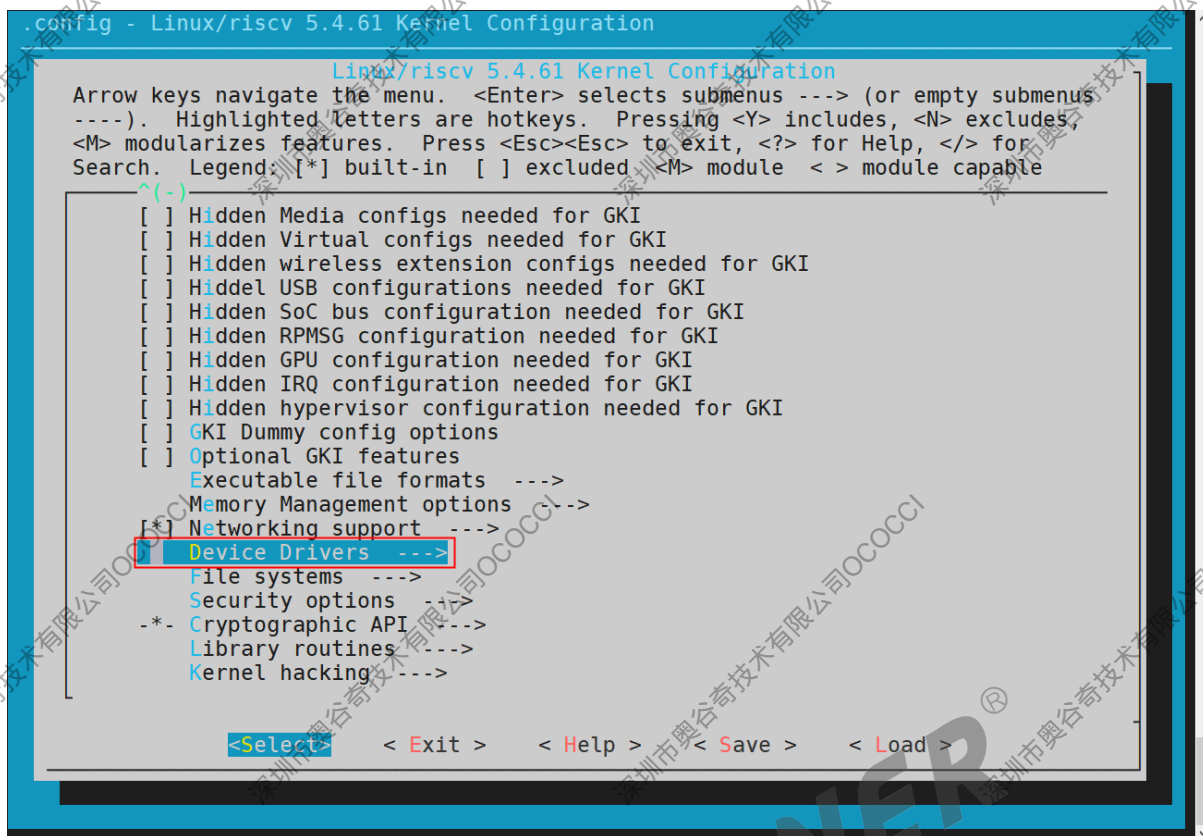 .config - Linux/riscv 5.4.61 Kernel Configuration
Linux/riscv 5.4.61 Kernel Configuration
Arrow keys navigate the menu.  <Enter> selects submenus ---> (or empty submenus
----).  Highlighted letters are hotkeys.  Pressing <Y> includes, <N> excludes,
<M> modularizes features.  Press <Esc><Esc> to exit, <?> for Help, </> for
Search.  Legend: [*] built-in  [ ] excluded  <M> module  < > module capable
^(-)
[ ] Hidden Media configs needed for GKI
[ ] Hidden Virtual configs needed for GKI
[ ] Hidden wireless extension configs needed for GKI
[ ] Hiddel USB configurations needed for GKI
[ ] Hidden SoC bus configuration needed for GKI
[ ] Hidden RPMSG configuration needed for GKI
[ ] Hidden GPU configuration needed for GKI
[ ] Hidden IRQ configuration needed for GKI
[ ] Hidden hypervisor configuration needed for GKI
[ ] GKI Dummy config options
[ ] Optional GKI features
Executable file formats  --->
Memory Management options  --->
[*] Networking support  --->
Device Drivers  --->
File systems  --->
Security options  --->
-*- Cryptographic API  --->
Library routines  --->
Kernel hacking  --->
<Select>    < Exit >    < Help >    < Save >    < Load >
深圳市奥谷奇技术有限公司OCOCCI
NER®